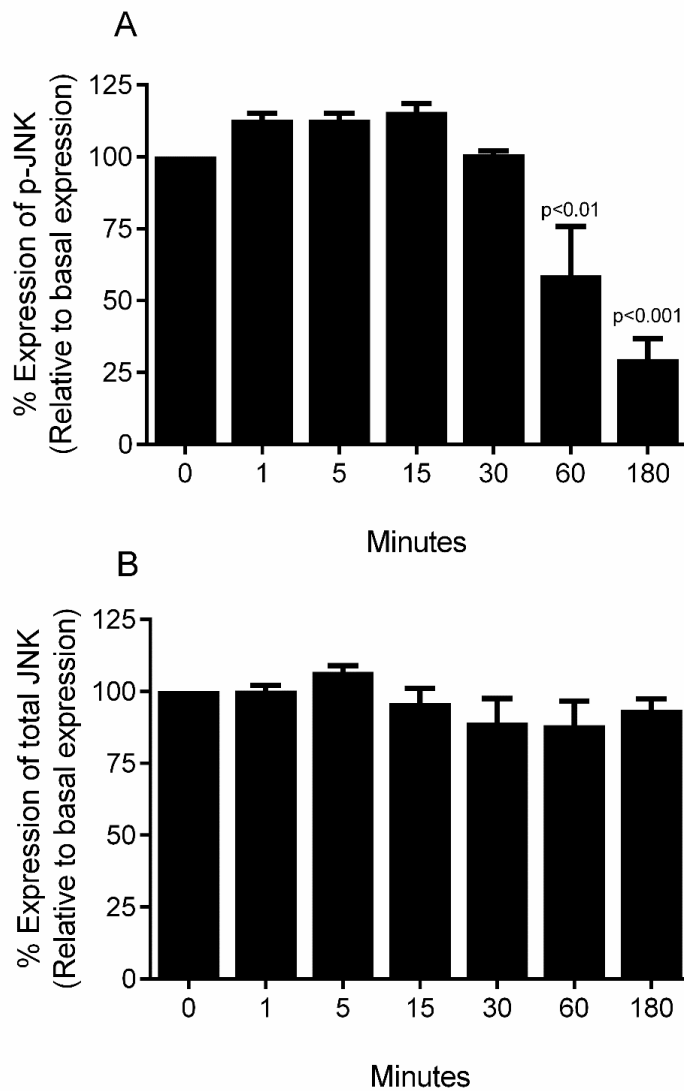 A
% Expression of p-JNK
(Relative to basal expression)
125
100
75
50
25
0
p<0.01
p<0.001
0 1 5 15 30 60 180
Minutes
B
% Expression of total JNK
(Relative to basal expression)
125
100
75
50
25
0
0 1 5 15 30 60 180
Minutes